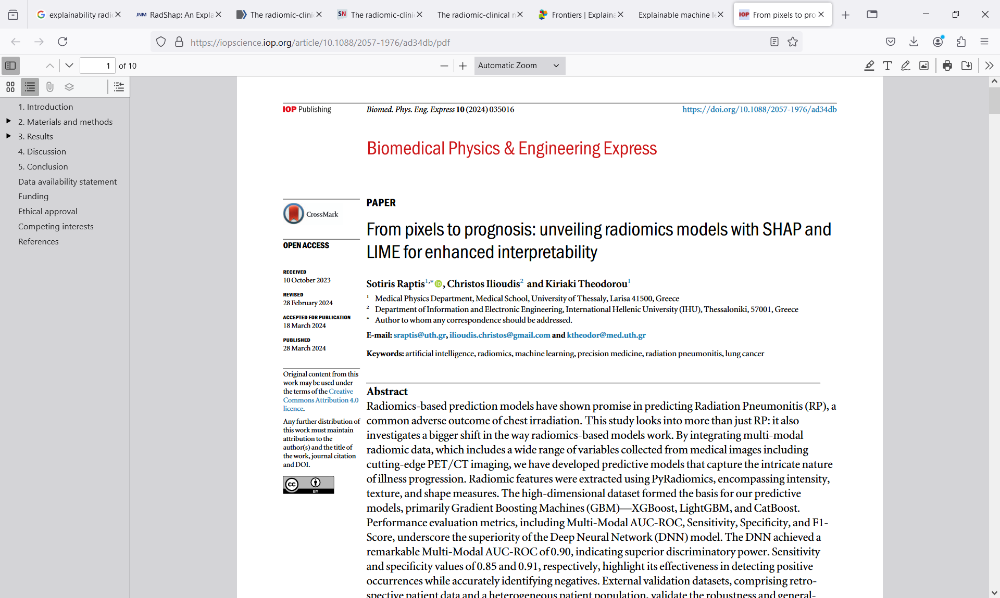 explainability radi
JNM RadShap: An Expla
The radiomic-clini
SN The radiomic-clini
The radiomic-clinical n
Frontiers | Explaina
Explainable machine l
IOP From pixels to pro
https://iopscience.iop.org/article/10.1088/2057-1976/ad34db/pdf
1 of 10
Automatic Zoom
1. Introduction
2. Materials and methods
3. Results
4. Discussion
5. Conclusion
Data availability statement
Funding
Ethical approval
Competing interests
References
IOP Publishing
Biomed. Phys. Eng. Express 10 (2024) 035016
https://doi.org/10.1088/2057-1976/ad34db
Biomedical Physics & Engineering Express
CrossMark
OPEN ACCESS
RECEIVED
10 October 2023
REVISED
28 February 2024
ACCEPTED FOR PUBLICATION
18 March 2024
PUBLISHED
28 March 2024
Original content from this
work may be used under
the terms of the Creative
Commons Attribution 4.0
licence.
Any further distribution of
this work must maintain
attribution to the
author(s) and the title of
the work, journal citation
and DOI.
cc BY
PAPER
From pixels to prognosis: unveiling radiomics models with SHAP and
LIME for enhanced interpretability
Sotiris Raptis1,* iD, Christos Ilioudis2 and Kiriaki Theodorou1
1 Medical Physics Department, Medical School, University of Thessaly, Larisa 41500, Greece
2 Department of Information and Electronic Engineering, International Hellenic University (IHU), Thessaloniki, 57001, Greece
* Author to whom any correspondence should be addressed.
E-mail: sraptis@uth.gr, ilioudis.christos@gmail.com and ktheodor@med.uth.gr
Keywords: artificial intelligence, radiomics, machine learning, precision medicine, radiation pneumonitis, lung cancer
Abstract
Radiomics-based prediction models have shown promise in predicting Radiation Pneumonitis (RP), a
common adverse outcome of chest irradiation. This study looks into more than just RP: it also
investigates a bigger shift in the way radiomics-based models work. By integrating multi-modal
radiomic data, which includes a wide range of variables collected from medical images including
cutting-edge PET/CT imaging, we have developed predictive models that capture the intricate nature
of illness progression. Radiomic features were extracted using PyRadiomics, encompassing intensity,
texture, and shape measures. The high-dimensional dataset formed the basis for our predictive
models, primarily Gradient Boosting Machines (GBM)—XGBoost, LightGBM, and CatBoost.
Performance evaluation metrics, including Multi-Modal AUC-ROC, Sensitivity, Specificity, and F1-
Score, underscore the superiority of the Deep Neural Network (DNN) model. The DNN achieved a
remarkable Multi-Modal AUC-ROC of 0.90, indicating superior discriminatory power. Sensitivity
and specificity values of 0.85 and 0.91, respectively, highlight its effectiveness in detecting positive
occurrences while accurately identifying negatives. External validation datasets, comprising retro-
spective patient data and a heterogeneous patient population, validate the robustness and general-